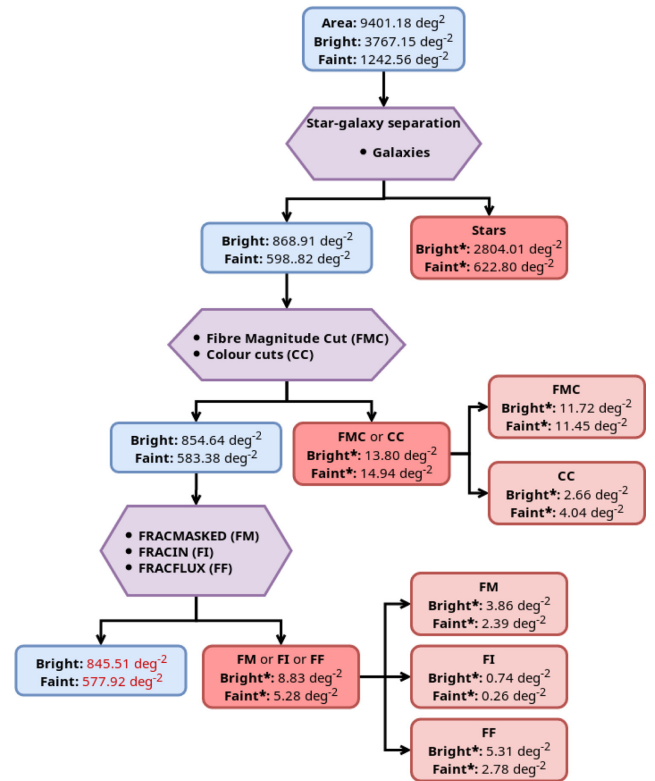 Area: 9401.18 deg²
Bright: 3767.15 deg⁻²
Faint: 1242.56 deg⁻²
Star-galaxy separation
• Galaxies
Bright: 868.91 deg⁻²
Faint: 598..82 deg⁻²
Stars
Bright*: 2804.01 deg⁻²
Faint*: 622.80 deg⁻²
• Fibre Magnitude Cut (FMC)
• Colour cuts (CC)
Bright: 854.64 deg⁻²
Faint: 583.38 deg⁻²
FMC or CC
Bright*: 13.80 deg⁻²
Faint*: 14.94 deg⁻²
FMC
Bright*: 11.72 deg⁻²
Faint*: 11.45 deg⁻²
CC
Bright*: 2.66 deg⁻²
Faint*: 4.04 deg⁻²
• FRACMASKED (FM)
• FRACIN (FI)
• FRACFLUX (FF)
Bright: 845.51 deg⁻²
Faint: 577.92 deg⁻²
FM or FI or FF
Bright*: 8.83 deg⁻²
Faint*: 5.28 deg⁻²
FM
Bright*: 3.86 deg⁻²
Faint*: 2.39 deg⁻²
FI
Bright*: 0.74 deg⁻²
Faint*: 0.26 deg⁻²
FF
Bright*: 5.31 deg⁻²
Faint*: 2.78 deg⁻²